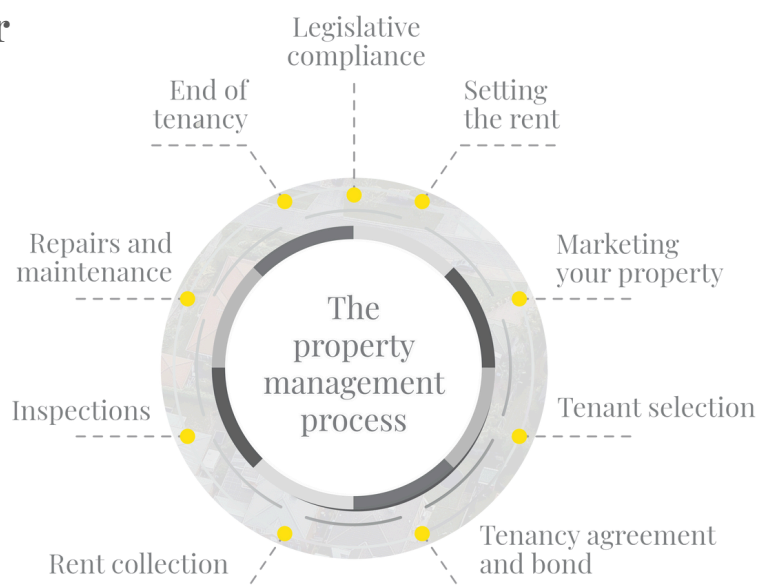 r
Legislative
compliance
End of
tenancy
Setting
the rent
Repairs and
maintenance
Marketing
your property
The
property
management
process
Inspections
Tenant selection
Rent collection
Tenancy agreement
and bond